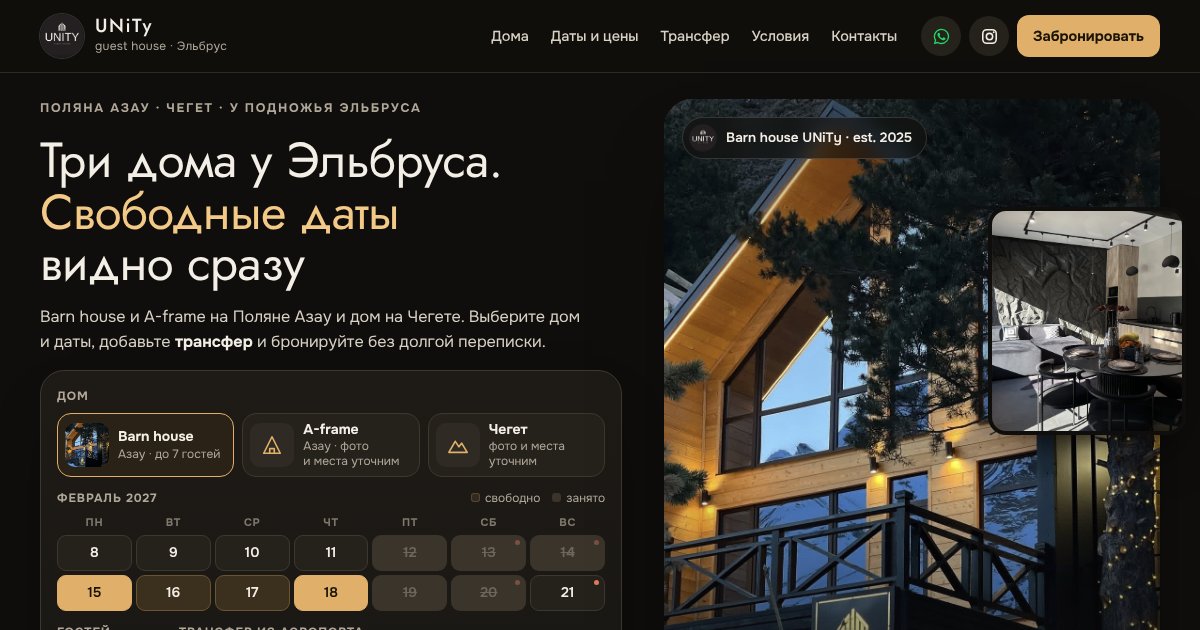 UNiTY
UNiTy
guest house · Эльбрус
Дома
Даты и цены
Трансфер
Условия
Контакты
Забронировать
ПОЛЯНА АЗАУ · ЧЕГЕТ · У ПОДНОЖЬЯ ЭЛЬБРУСА
Три дома у Эльбруса.
Свободные даты
видно сразу
Barn house и A-frame на Поляне Азау и дом на Чегете. Выберите дом
и даты, добавьте трансфер и бронируйте без долгой переписки.
ДОМ
Barn house
Азау · до 7 гостей
A-frame
Азау · фото
и места уточним
Чегет
фото и места
уточним
ФЕВРАЛЬ 2027
свободно
занято
ПН ВТ СР ЧТ ПТ СБ ВС
8 9 10 11 12 13 14
15 16 17 18 19 20 21
ГОСТЕЙ
ТРАНСФЕР ИЗ АЭРОПОРТА
UNiTY
Barn house UNiTy · est. 2025